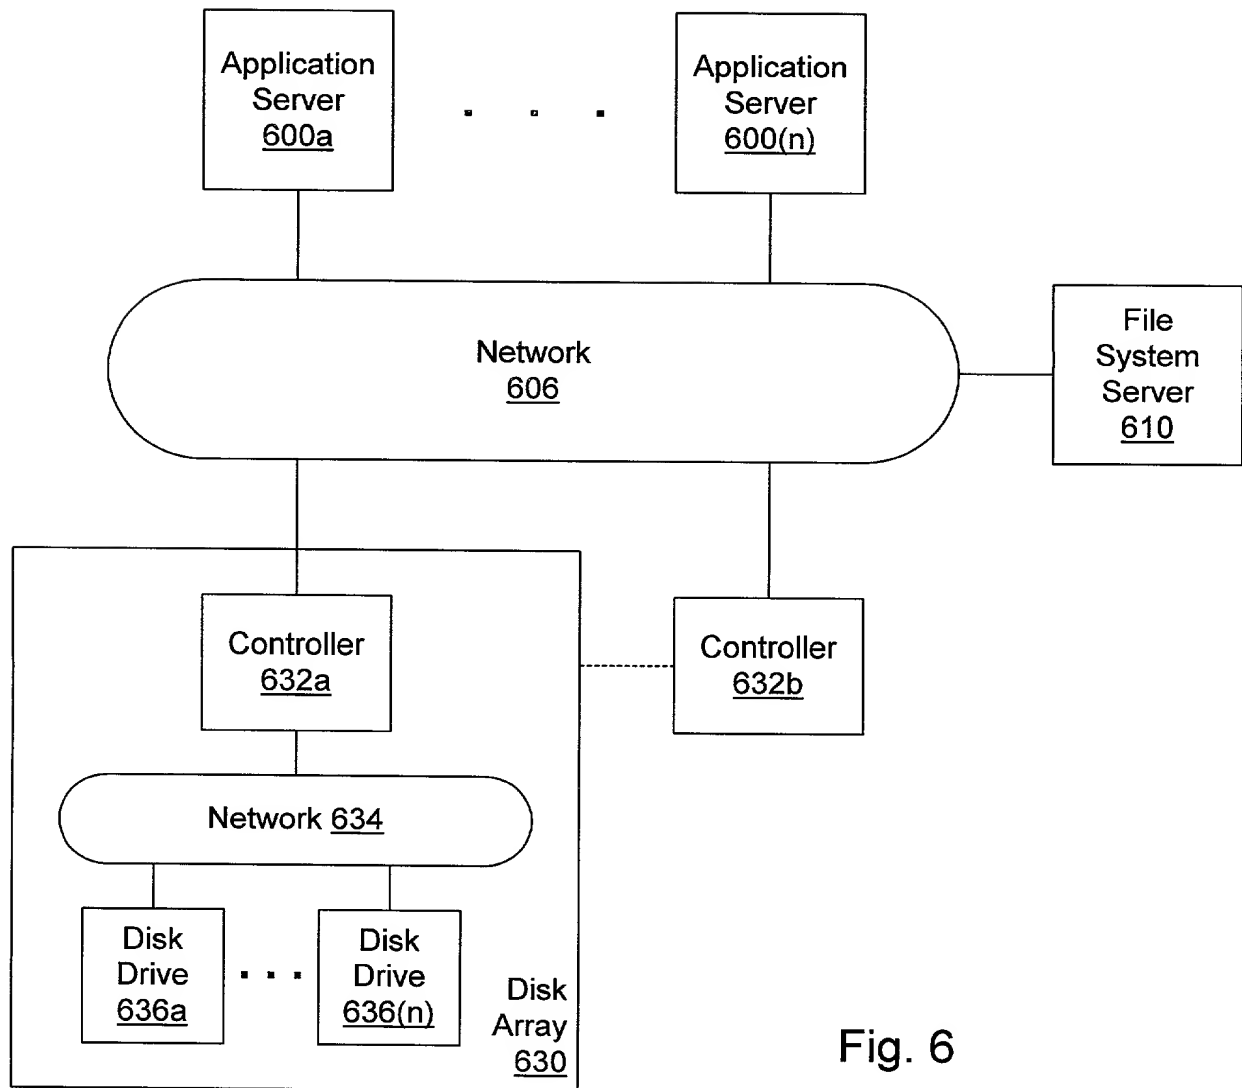 Application
Server
600a
Application
Server
600(n)
Network
606
File
System
Server
610
Controller
632a
Controller
632b
Network 634
Disk
Drive
636a
Disk
Drive
636(n)
Disk
Array
630
Fig. 6